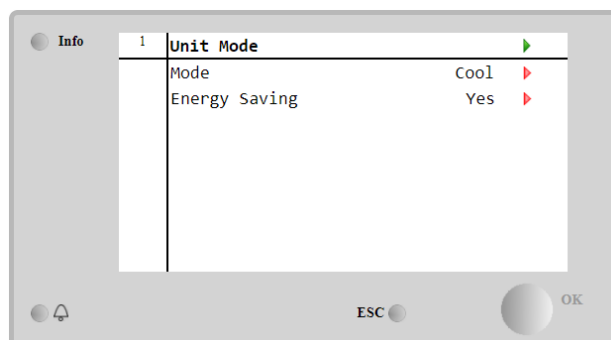 Info
1 Unit Mode
Mode Cool
Energy Saving Yes
ESC
OK